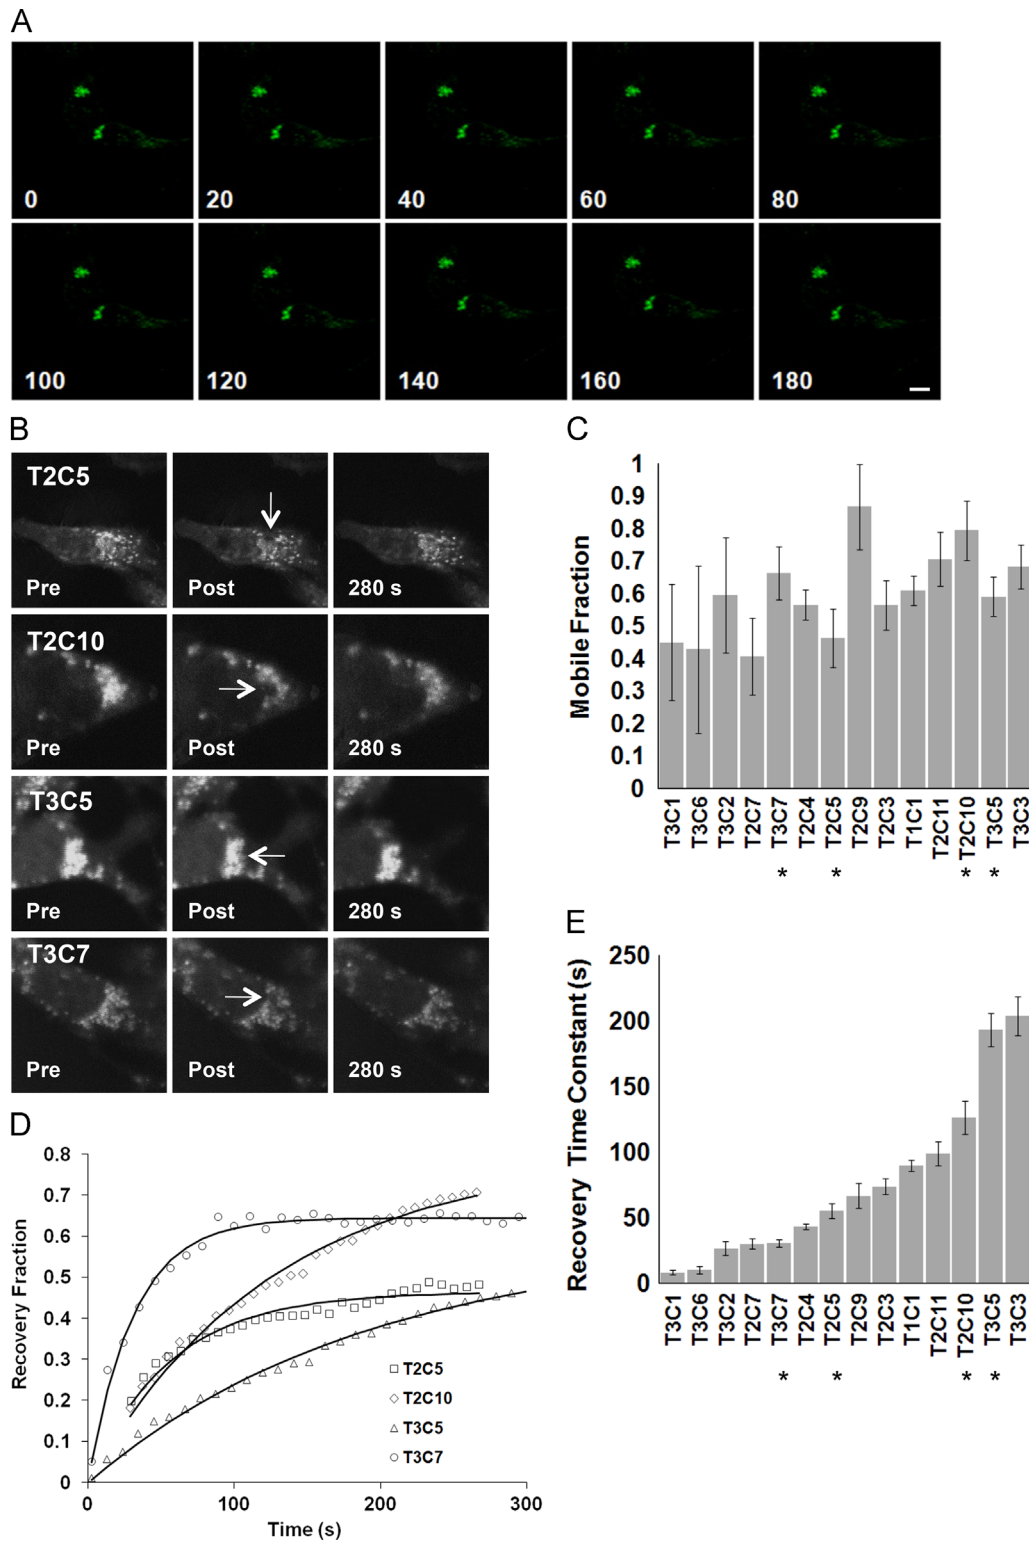 A
0
20
40
60
80
100
120
140
160
180
B
T2C5
Pre
Post
280 s
T2C10
Pre
Post
280 s
T3C5
Pre
Post
280 s
T3C7
Pre
Post
280 s
C
Mobile Fraction
1
0.9
0.8
0.7
0.6
0.5
0.4
0.3
0.2
0.1
0
T3C1
T3C6
T3C2
T2C7
T3C7
T2C4
T2C5
T2C9
T2C3
T1C1
T2C11
T2C10
T3C5
T3C3
* * * *
D
Recovery Fraction
0.8
0.7
0.6
0.5
0.4
0.3
0.2
0.1
0
0 100 200 300
Time (s)
T2C5
T2C10
T3C5
T3C7
E
Recovery Time Constant (s)
250
200
150
100
50
0
T3C1
T3C6
T3C2
T2C7
T3C7
T2C4
T2C5
T2C9
T2C3
T1C1
T2C11
T2C10
T3C5
T3C3
* * * *